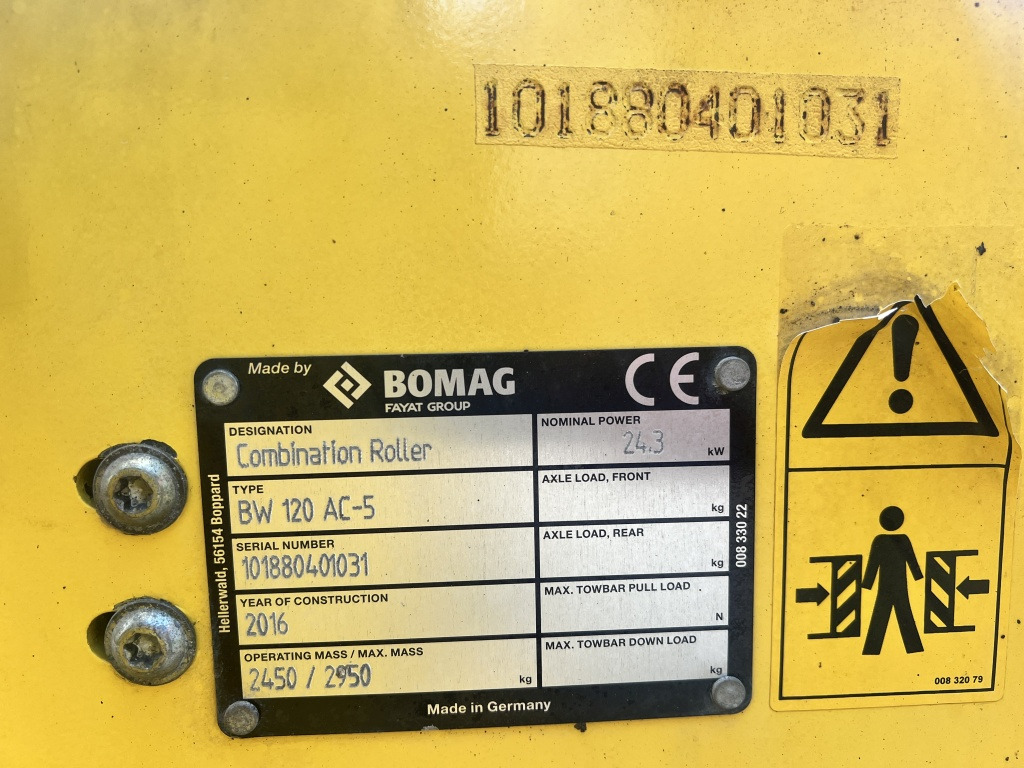 101880401031
Made by BOMAG
FAYAT GROUP
CE
DESIGNATION
Combination Roller
NOMINAL POWER
24.3 kW
TYPE
BW 120 AC-5
AXLE LOAD, FRONT
kg
SERIAL NUMBER
101880401031
AXLE LOAD, REAR
kg
YEAR OF CONSTRUCTION
2016
MAX. TOWBAR PULL LOAD
N
OPERATING MASS / MAX. MASS
2450 / 2950 kg
MAX. TOWBAR DOWN LOAD
kg
Made in Germany
Hellerwald, 56154 Boppard
008 330 22
!
008 320 79